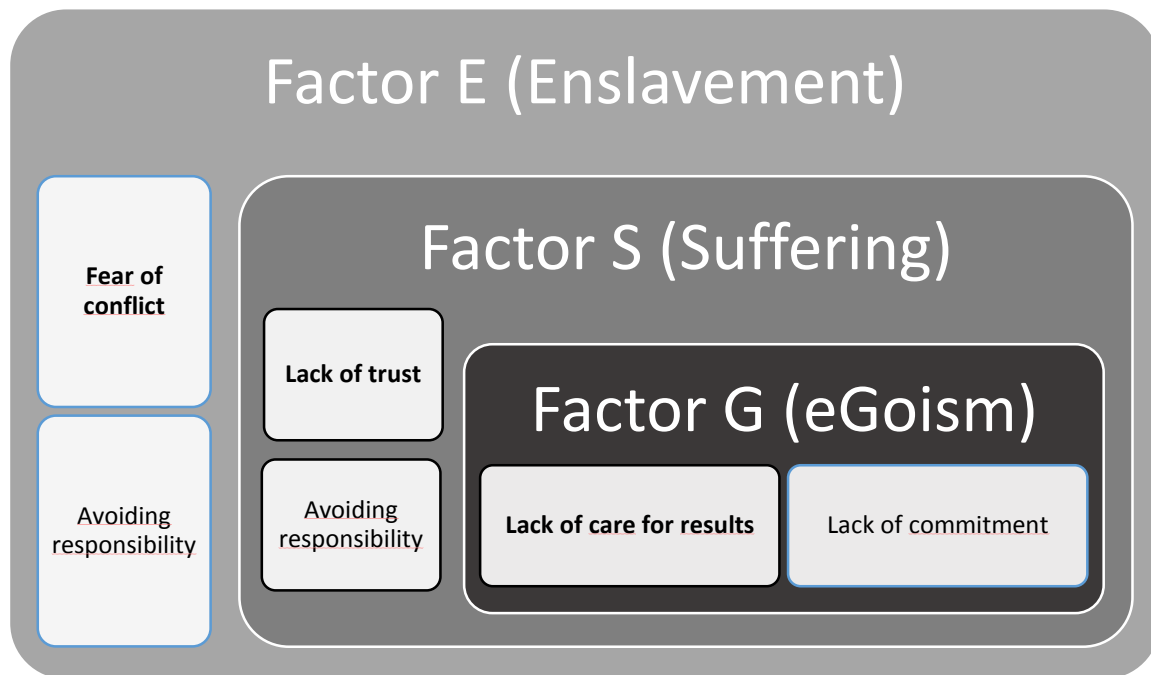 Factor E (Enslavement)
Fear of
conflict
Avoiding
responsibility
Factor S (Suffering)
Lack of trust
Avoiding
responsibility
Factor G (eGoism)
Lack of care for results
Lack of commitment